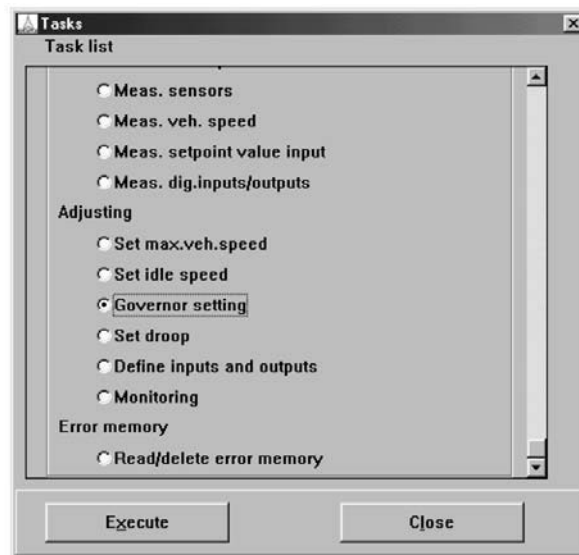 Tasks
Task list
Meas. sensors
Meas. veh. speed
Meas. setpoint value input
Meas. dig.inputs/outputs
Adjusting
Set max.veh.speed
Set idle speed
Governor setting
Set droop
Define inputs and outputs
Monitoring
Error memory
Read/delete error memory
Execute
Close